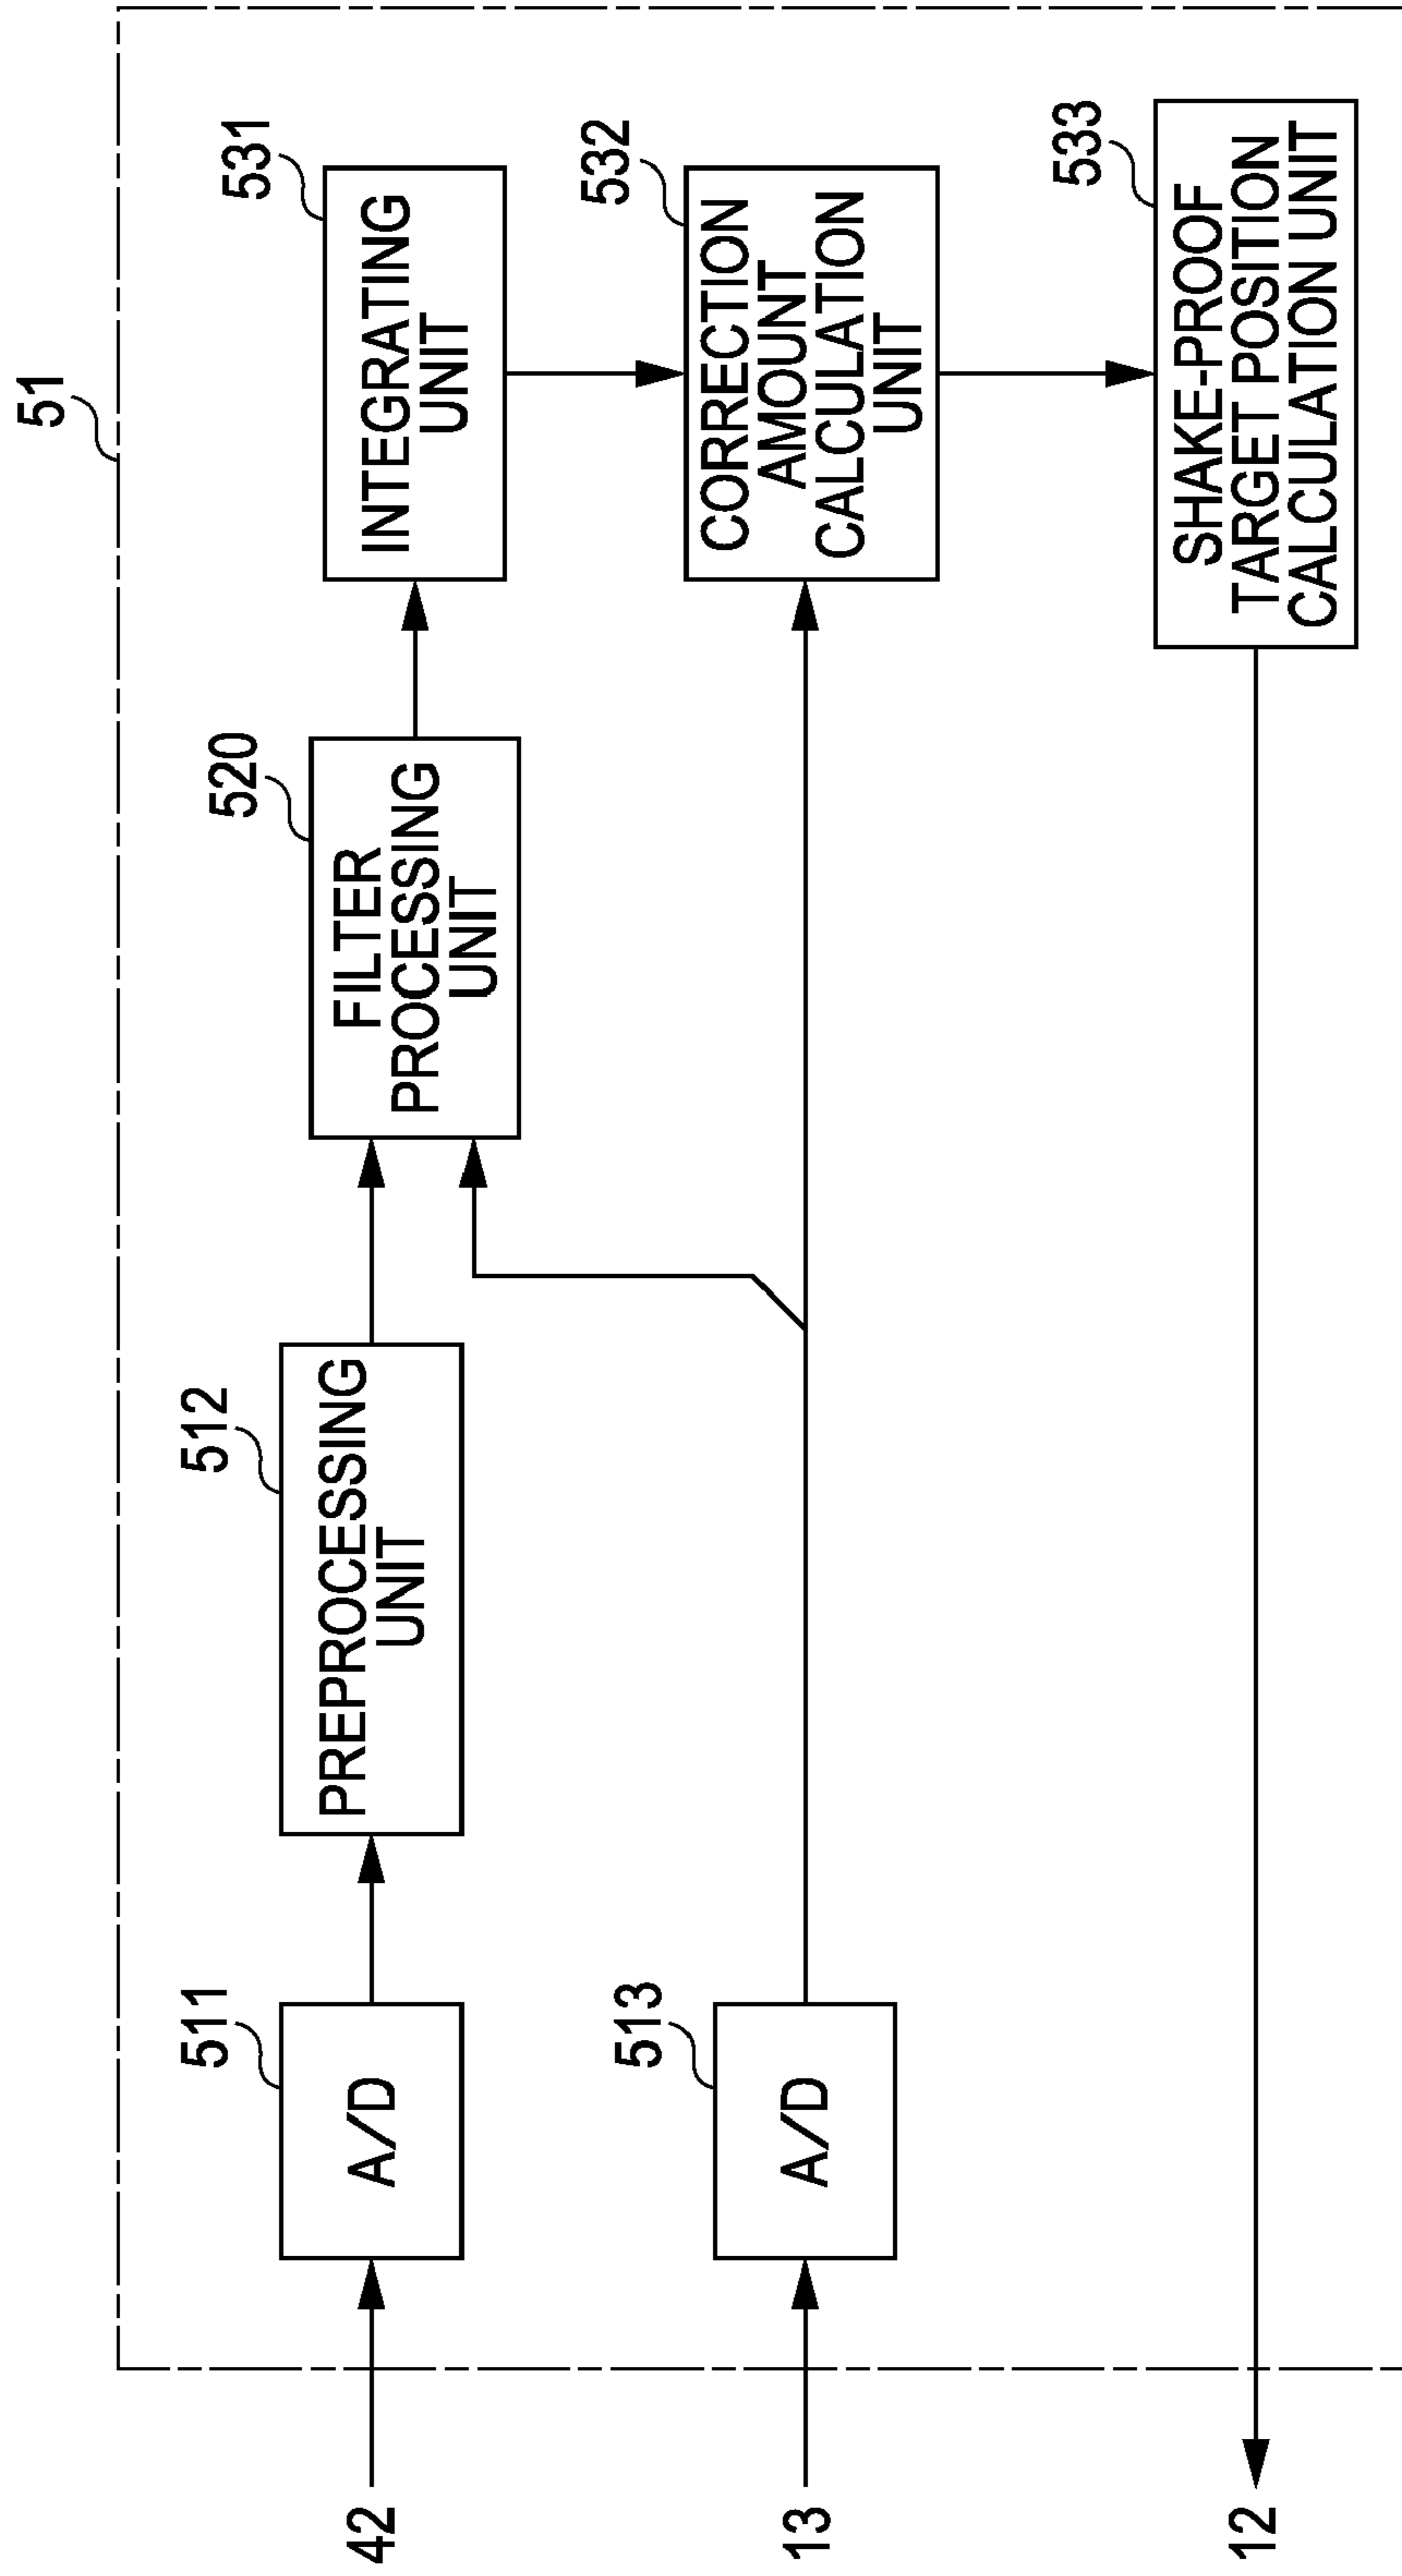 51
511
A/D
512
PREPROCESSING
UNIT
520
FILTER
PROCESSING
UNIT
531
INTEGRATING
UNIT
42
513
A/D
532
CORRECTION
AMOUNT
CALCULATION
UNIT
13
533
SHAKE-PROOF
TARGET POSITION
CALCULATION UNIT
12